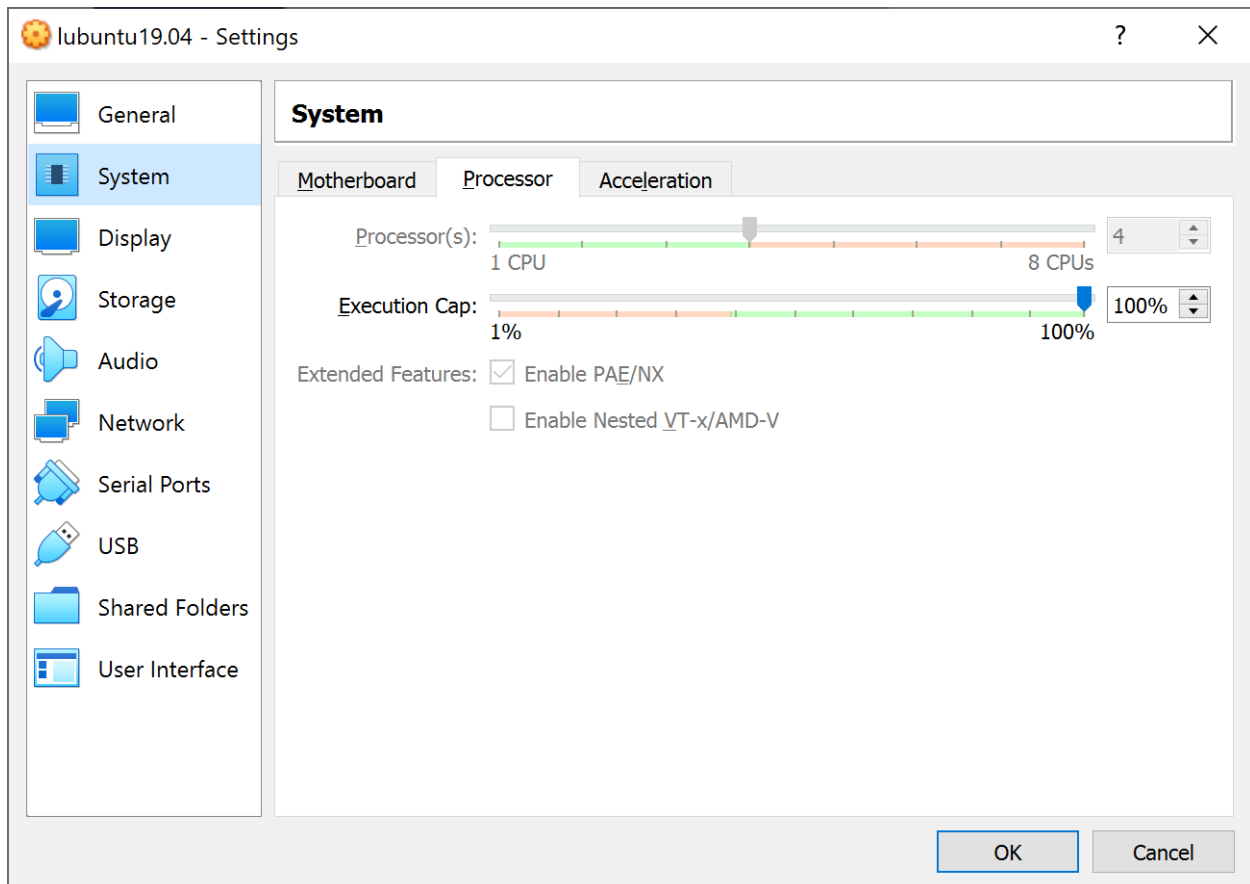 lubuntu19.04 - Settings
?
General
System
Display
Storage
Audio
Network
Serial Ports
USB
Shared Folders
User Interface
System
Motherboard
Processor
Acceleration
Processor(s):
4
1 CPU
8 CPUs
Execution Cap:
100%
1%
100%
Extended Features:
Enable PAE/NX
Enable Nested VT-x/AMD-V
OK
Cancel